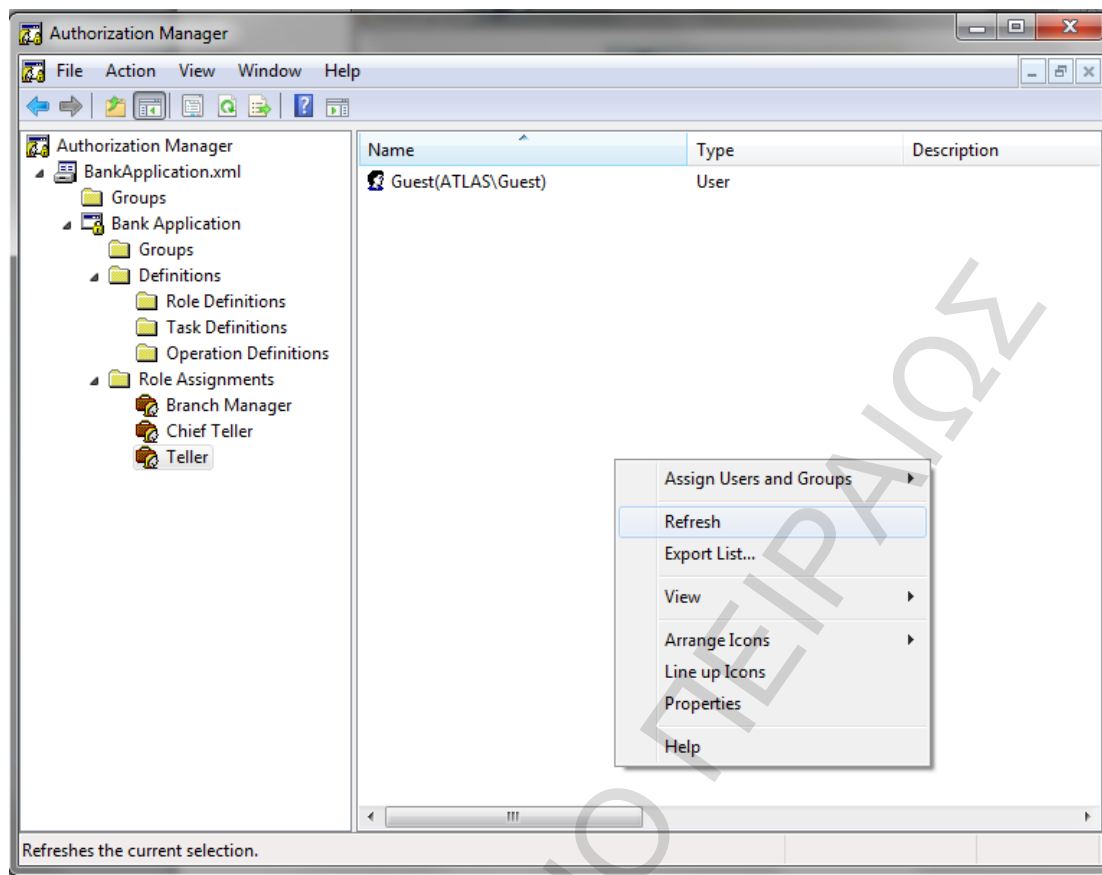 Authorization Manager
File Action View Window Help
Authorization Manager
BankApplication.xml
Groups
Bank Application
Groups
Definitions
Role Definitions
Task Definitions
Operation Definitions
Role Assignments
Branch Manager
Chief Teller
Teller
Name Type Description
Guest(ATLAS\Guest) User
Assign Users and Groups
Refresh
Export List...
View
Arrange Icons
Line up Icons
Properties
Help
Refreshes the current selection.
ΠΕΙΡΑΙΩΣ